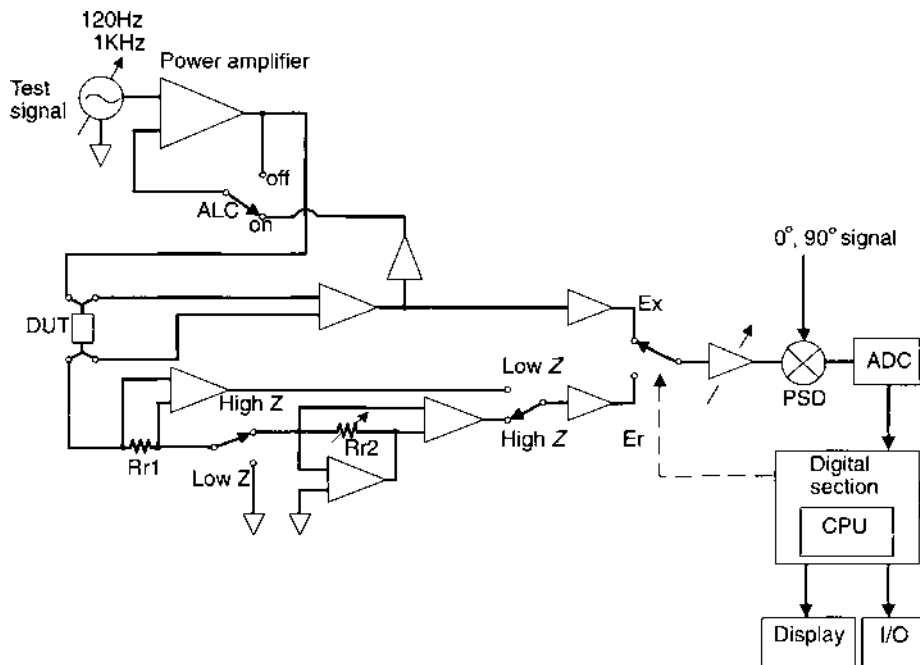 120Hz
1KHz
Power amplifier
Test
signal
off
ALC
on
0°, 90° signal
DUT
Ex
Low Z
ADC
PSD
High Z
High Z
Er
Rr1
Rr2
Low Z
Digital
section
CPU
Display
I/O